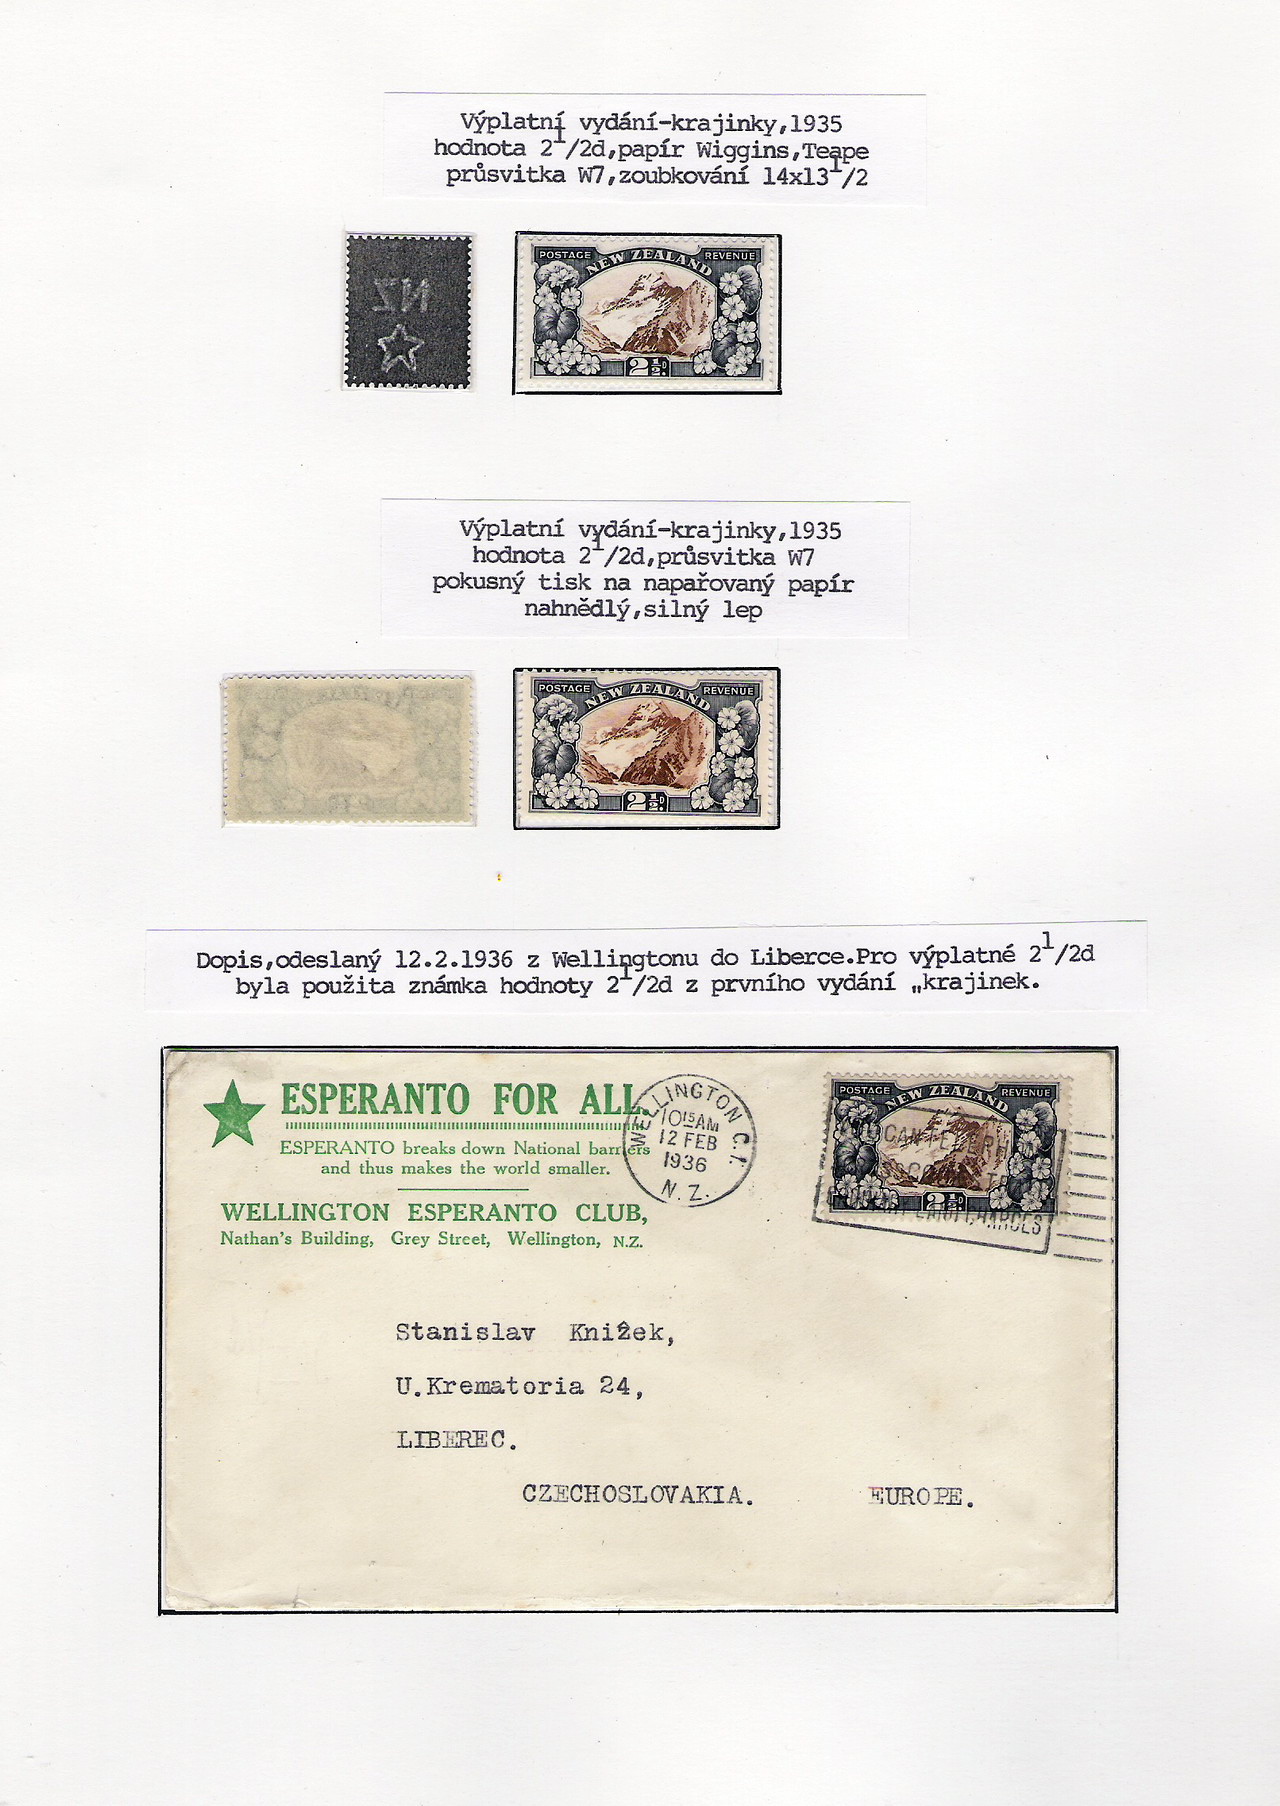 Výplatní vydání-krajinky,1935
hodnota 2 1/2d,papír Wiggins,Teape
průsvitka W7,zoubkování 14x13 1/2
NZ
POSTAGE NEW ZEALAND REVENUE
2½D.
Výplatní vydání-krajinky,1935
hodnota 2 1/2d,průsvitka W7
pokusný tisk na napařovaný papír
nahnědlý,silný lep
POSTAGE NEW ZEALAND REVENUE
2½D.
Dopis,odeslaný 12.2.1936 z Wellingtonu do Liberce.Pro výplatné 2 1/2d
byla použita známka hodnoty 2 1/2d z prvního vydání „krajinek.
ESPERANTO FOR ALL.
ESPERANTO breaks down National barriers
and thus makes the world smaller.
WELLINGTON ESPERANTO CLUB,
Nathan's Building, Grey Street, Wellington, N.Z.
WELLINGTON C.1.
10 15 AM
12 FEB
1936
N.Z.
POSTAGE NEW ZEALAND REVENUE
2½D
Stanislav Knižek,
U.Krematoria 24,
LIBEREC.
CZECHOSLOVAKIA. EUROPE.